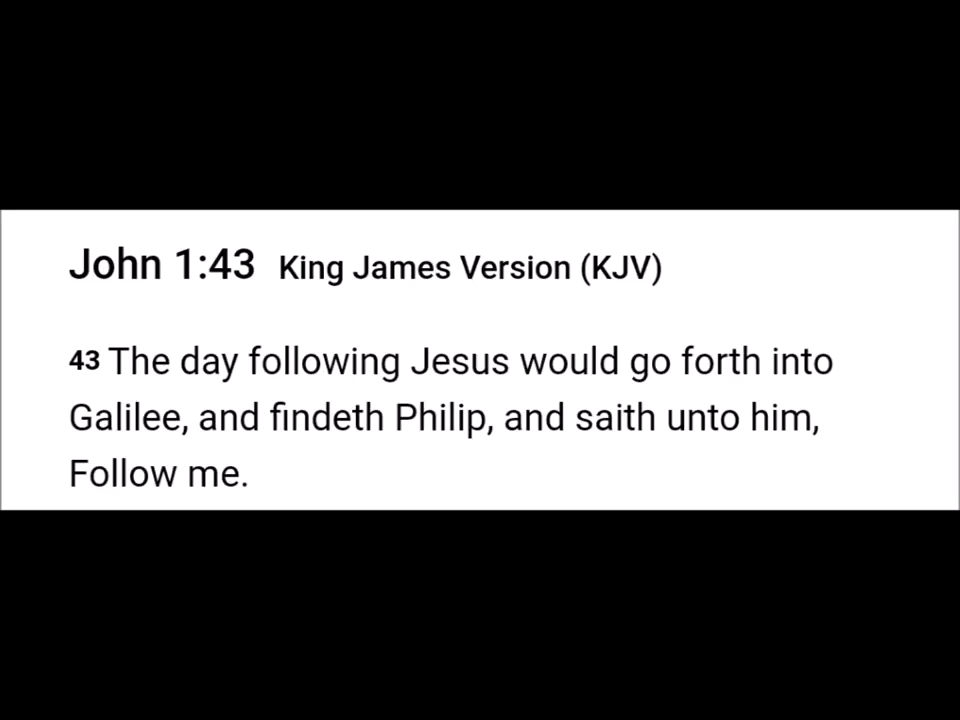 John 1:43 King James Version (KJV)
43 The day following Jesus would go forth into
Galilee, and findeth Philip, and saith unto him,
Follow me.